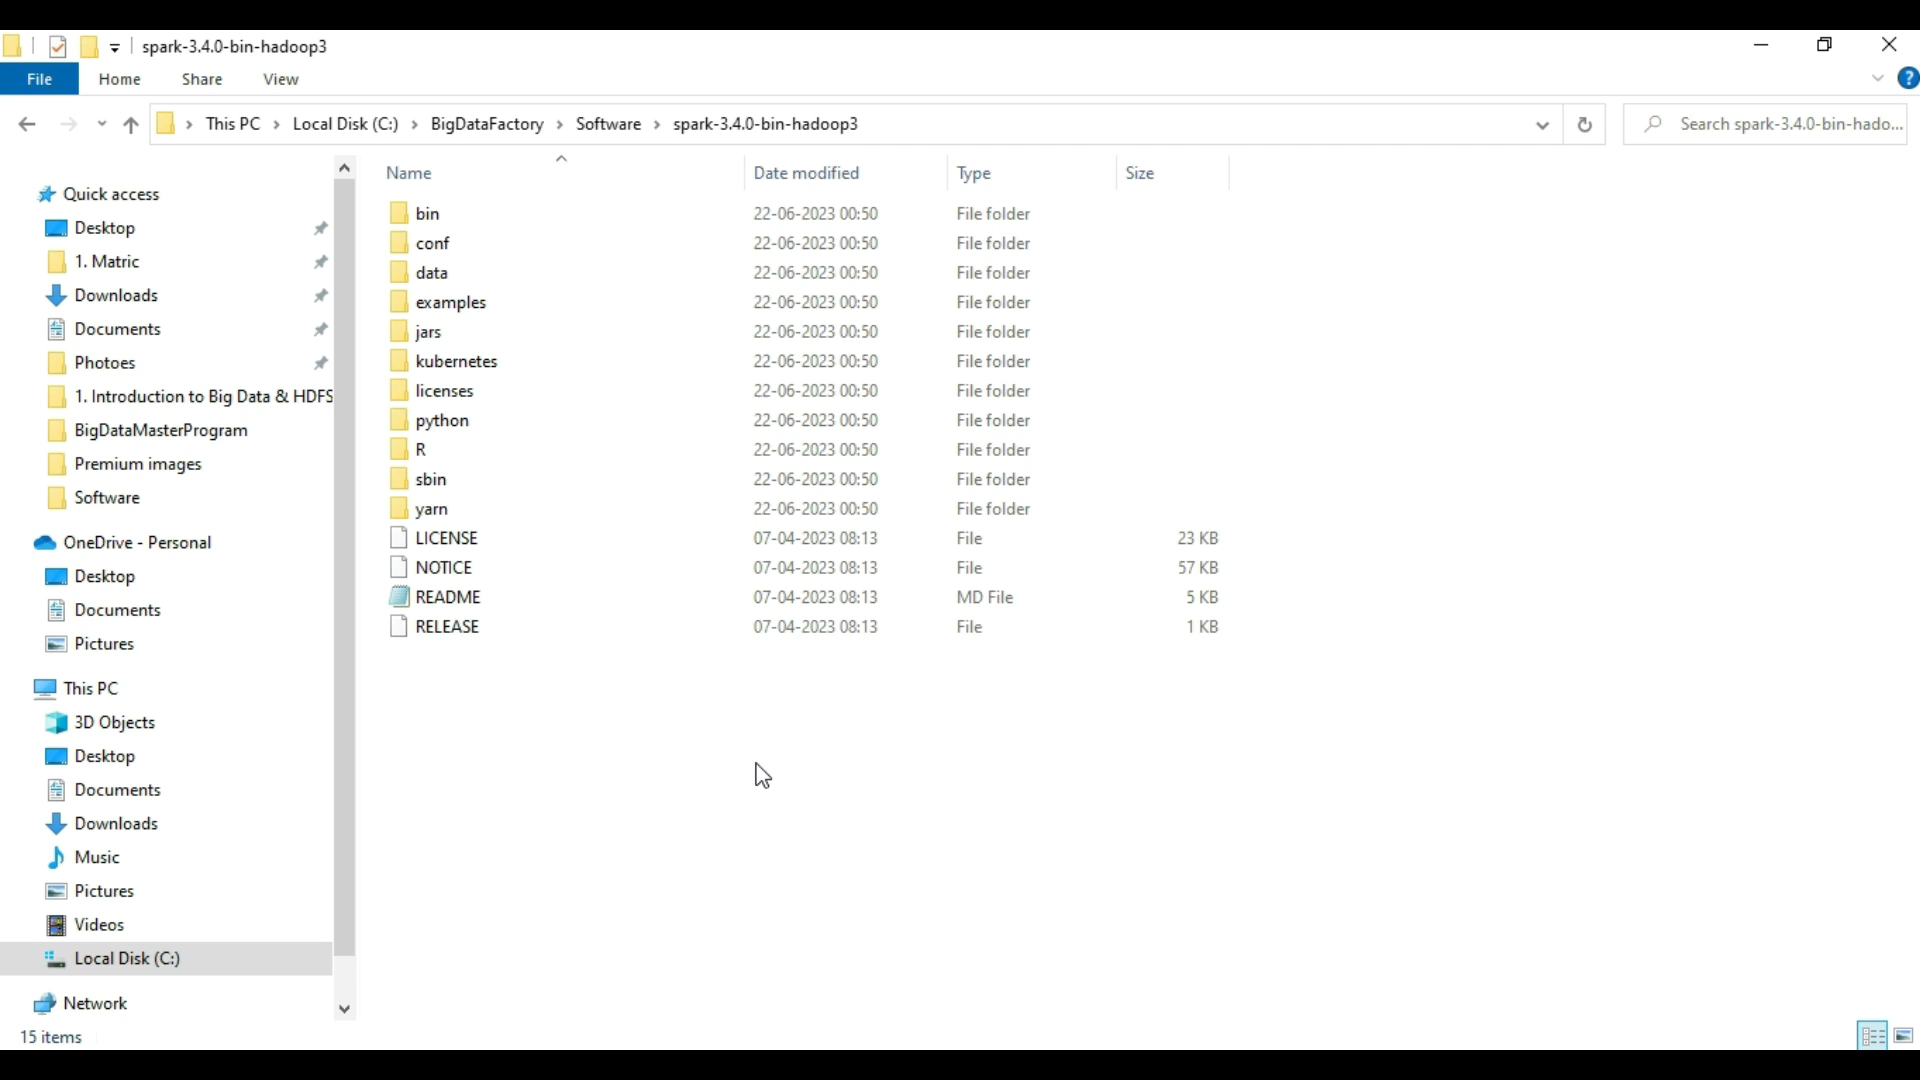 spark-3.4.0-bin-hadoop3
File Home Share View
This PC › Local Disk (C:) › BigDataFactory › Software › spark-3.4.0-bin-hadoop3
Search spark-3.4.0-bin-hado...
Quick access
Desktop
1. Matric
Downloads
Documents
Photoes
1. Introduction to Big Data & HDFS
BigDataMasterProgram
Premium images
Software
OneDrive - Personal
Desktop
Documents
Pictures
This PC
3D Objects
Desktop
Documents
Downloads
Music
Pictures
Videos
Local Disk (C:)
Network
Name Date modified Type Size
bin 22-06-2023 00:50 File folder
conf 22-06-2023 00:50 File folder
data 22-06-2023 00:50 File folder
examples 22-06-2023 00:50 File folder
jars 22-06-2023 00:50 File folder
kubernetes 22-06-2023 00:50 File folder
licenses 22-06-2023 00:50 File folder
python 22-06-2023 00:50 File folder
R 22-06-2023 00:50 File folder
sbin 22-06-2023 00:50 File folder
yarn 22-06-2023 00:50 File folder
LICENSE 07-04-2023 08:13 File 23 KB
NOTICE 07-04-2023 08:13 File 57 KB
README 07-04-2023 08:13 MD File 5 KB
RELEASE 07-04-2023 08:13 File 1 KB
15 items